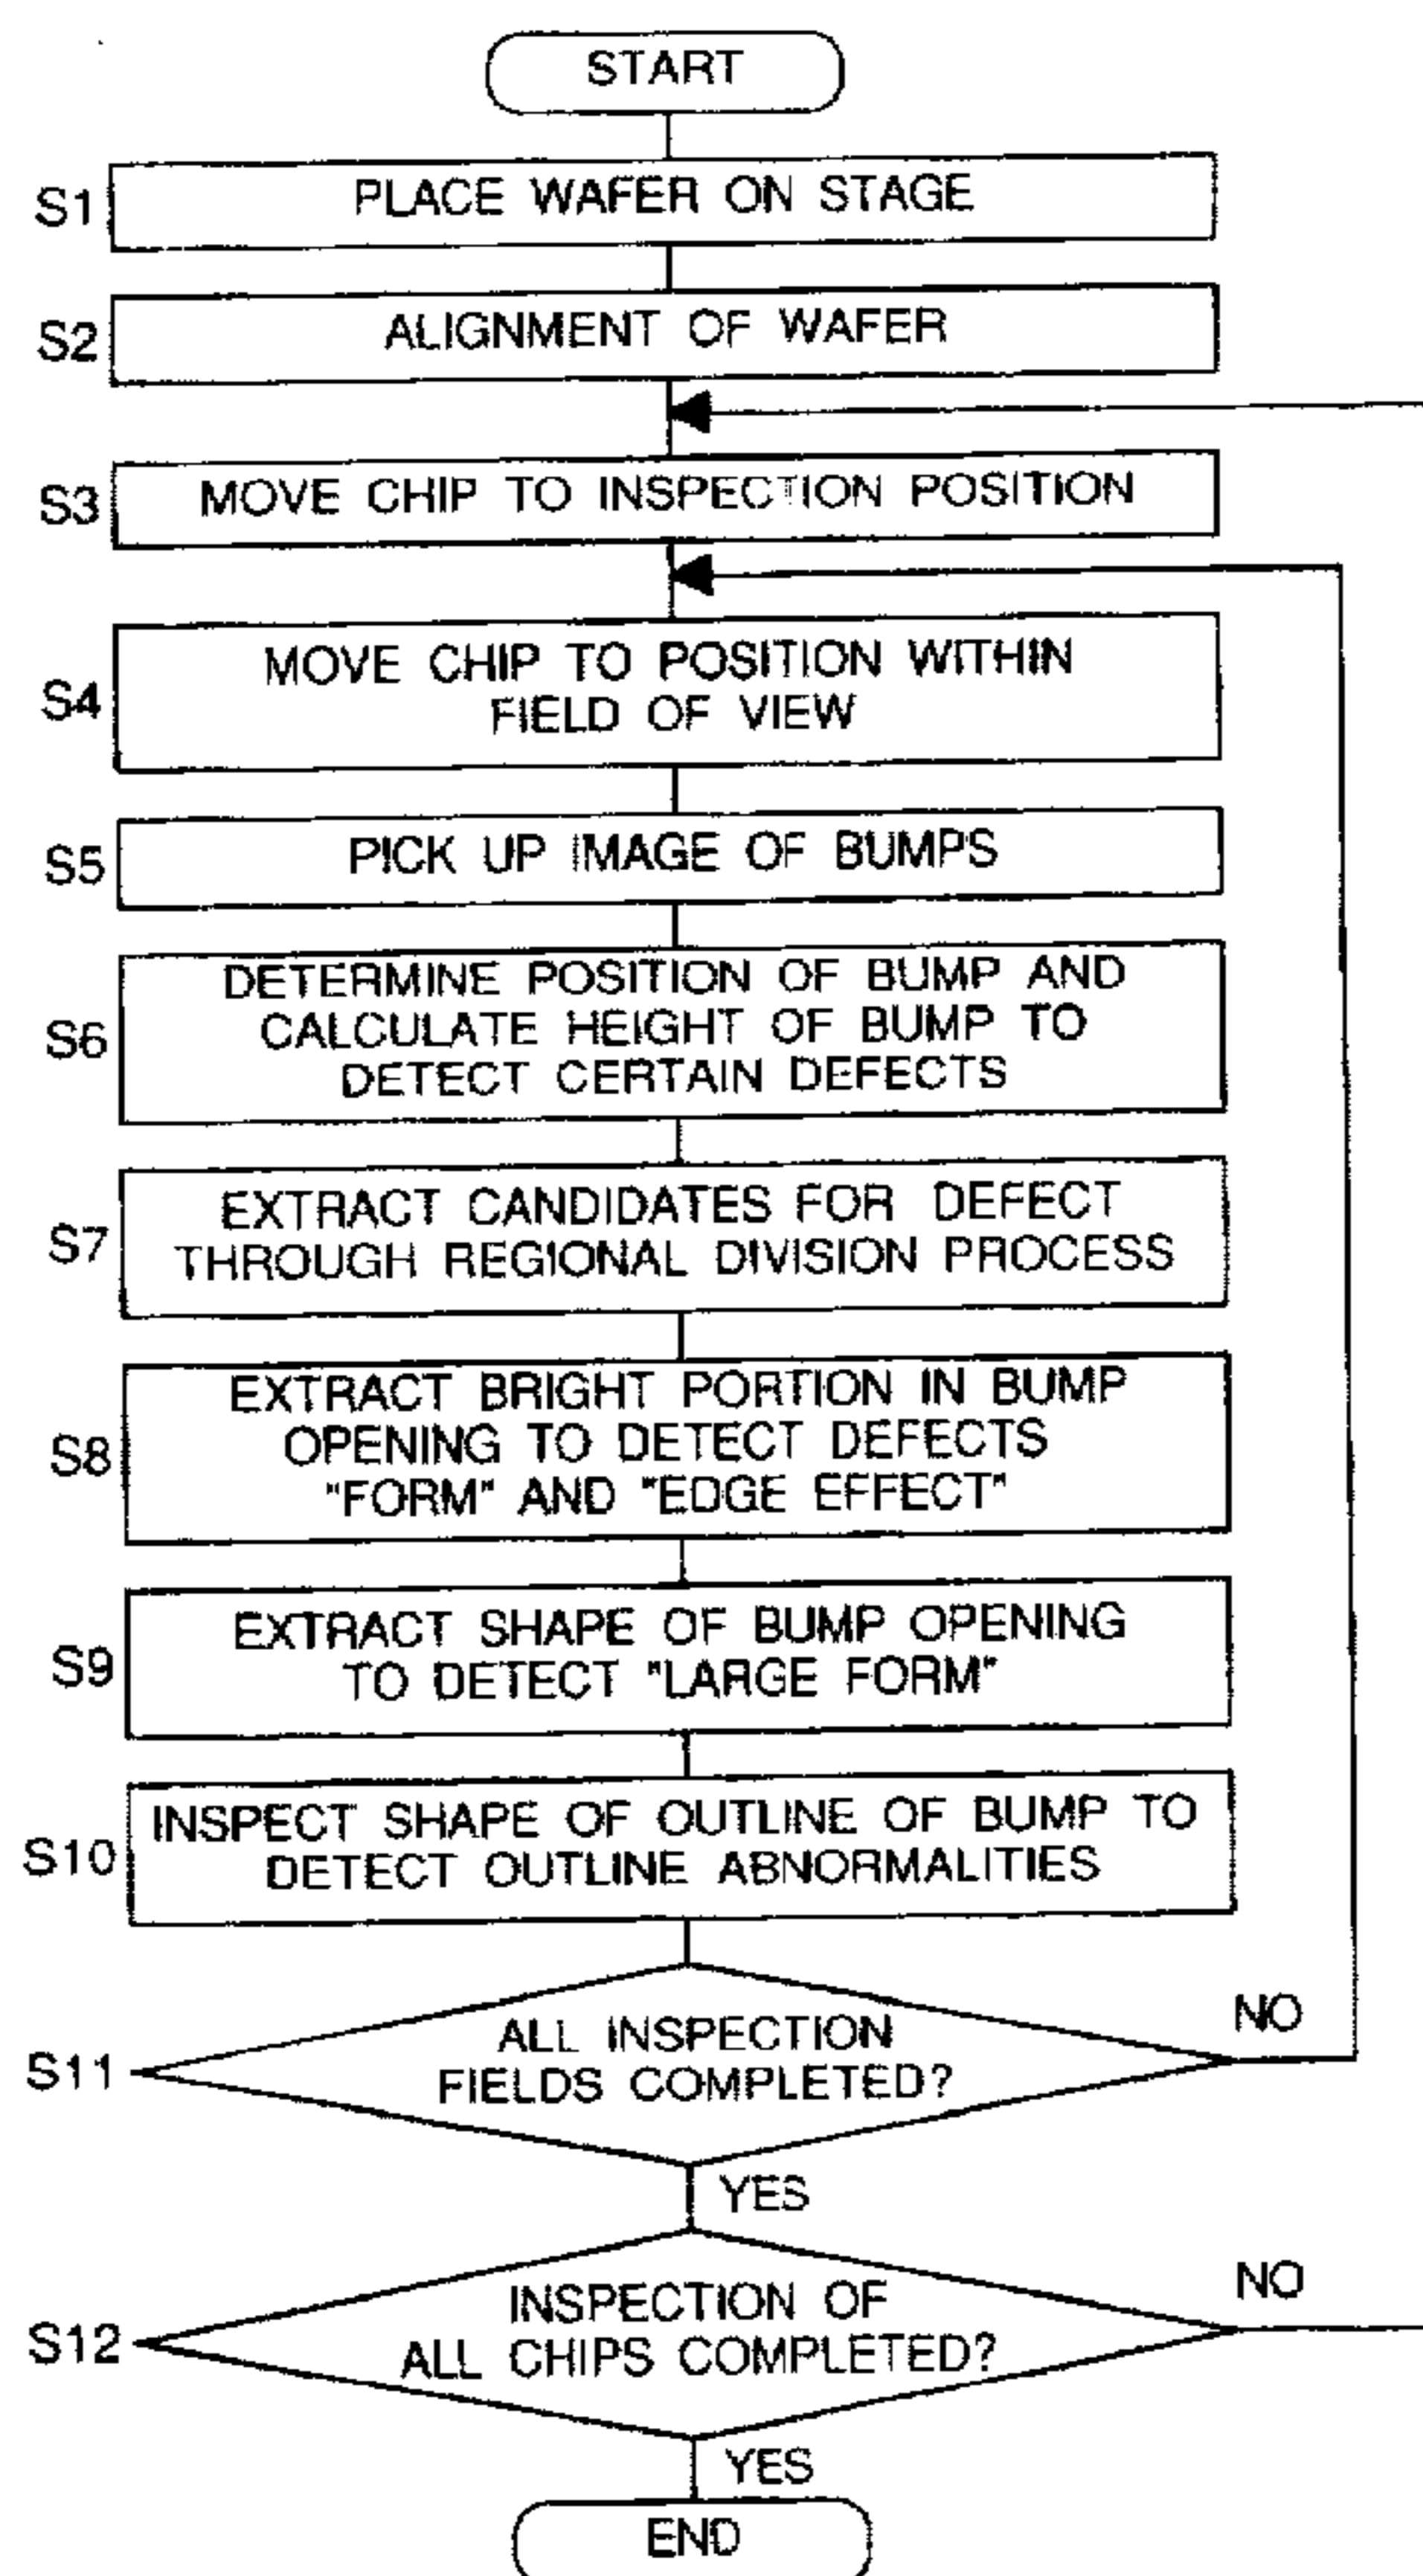 START
S1
PLACE WAFER ON STAGE
S2
ALIGNMENT OF WAFER
S3
MOVE CHIP TO INSPECTION POSITION
S4
MOVE CHIP TO POSITION WITHIN
FIELD OF VIEW
S5
PICK UP IMAGE OF BUMPS
S6
DETERMINE POSITION OF BUMP AND
CALCULATE HEIGHT OF BUMP TO
DETECT CERTAIN DEFECTS
S7
EXTRACT CANDIDATES FOR DEFECT
THROUGH REGIONAL DIVISION PROCESS
S8
EXTRACT BRIGHT PORTION IN BUMP
OPENING TO DETECT DEFECTS
"FORM" AND "EDGE EFFECT"
S9
EXTRACT SHAPE OF BUMP OPENING
TO DETECT "LARGE FORM"
S10
INSPECT SHAPE OF OUTLINE OF BUMP TO
DETECT OUTLINE ABNORMALITIES
S11
ALL INSPECTION
FIELDS COMPLETED?
NO
YES
S12
INSPECTION OF
ALL CHIPS COMPLETED?
NO
YES
END